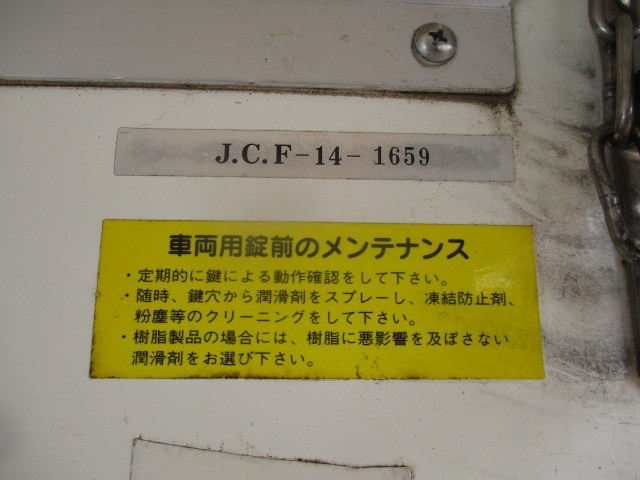 J.C.F-14-1659
車両用錠前のメンテナンス
・定期的に鍵による動作確認をして下さい。
・随時、鍵穴から潤滑剤をスプレーし、凍結防止剤、
粉塵等のクリーニングをして下さい。
・樹脂製品の場合には、樹脂に悪影響を及ぼさない
潤滑剤をお選び下さい。